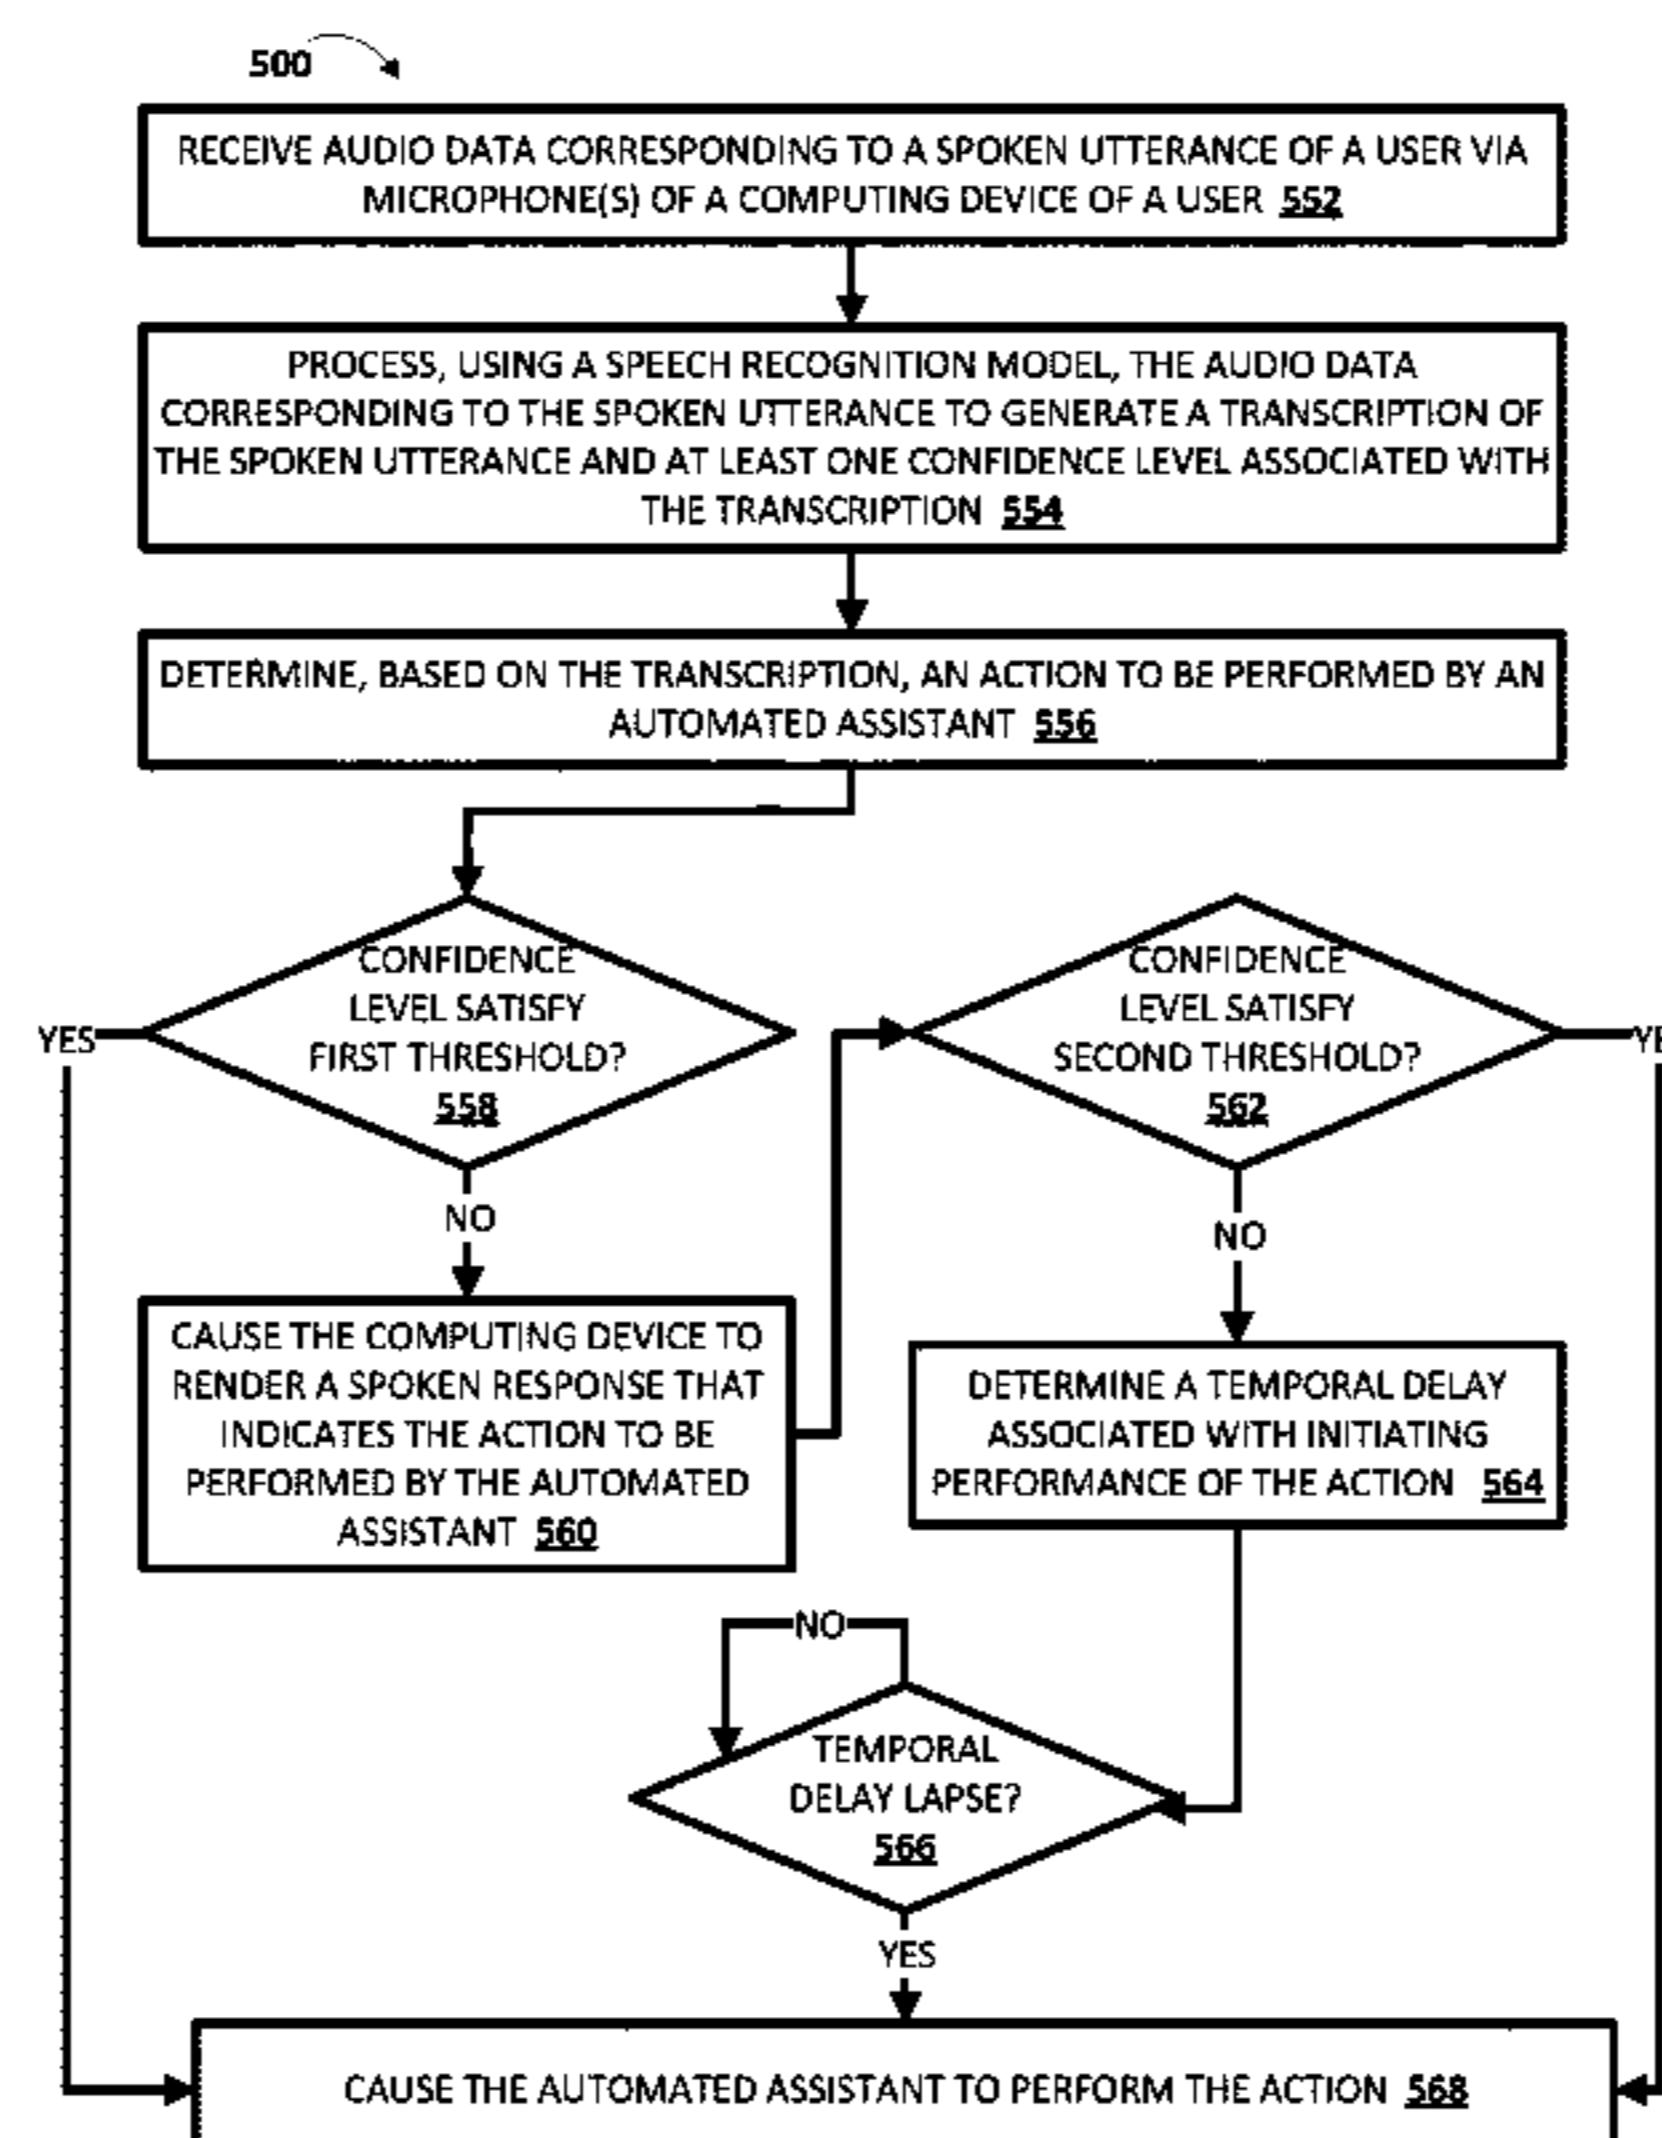 500
RECEIVE AUDIO DATA CORRESPONDING TO A SPOKEN UTTERANCE OF A USER VIA
MICROPHONE(S) OF A COMPUTING DEVICE OF A USER 552
PROCESS, USING A SPEECH RECOGNITION MODEL, THE AUDIO DATA
CORRESPONDING TO THE SPOKEN UTTERANCE TO GENERATE A TRANSCRIPTION OF
THE SPOKEN UTTERANCE AND AT LEAST ONE CONFIDENCE LEVEL ASSOCIATED WITH
THE TRANSCRIPTION 554
DETERMINE, BASED ON THE TRANSCRIPTION, AN ACTION TO BE PERFORMED BY AN
AUTOMATED ASSISTANT 556
CONFIDENCE
LEVEL SATISFY
FIRST THRESHOLD?
558
YES
NO
CONFIDENCE
LEVEL SATISFY
SECOND THRESHOLD?
562
NO
CAUSE THE COMPUTING DEVICE TO
RENDER A SPOKEN RESPONSE THAT
INDICATES THE ACTION TO BE
PERFORMED BY THE AUTOMATED
ASSISTANT 560
DETERMINE A TEMPORAL DELAY
ASSOCIATED WITH INITIATING
PERFORMANCE OF THE ACTION 564
NO
TEMPORAL
DELAY LAPSE?
566
YES
CAUSE THE AUTOMATED ASSISTANT TO PERFORM THE ACTION 568